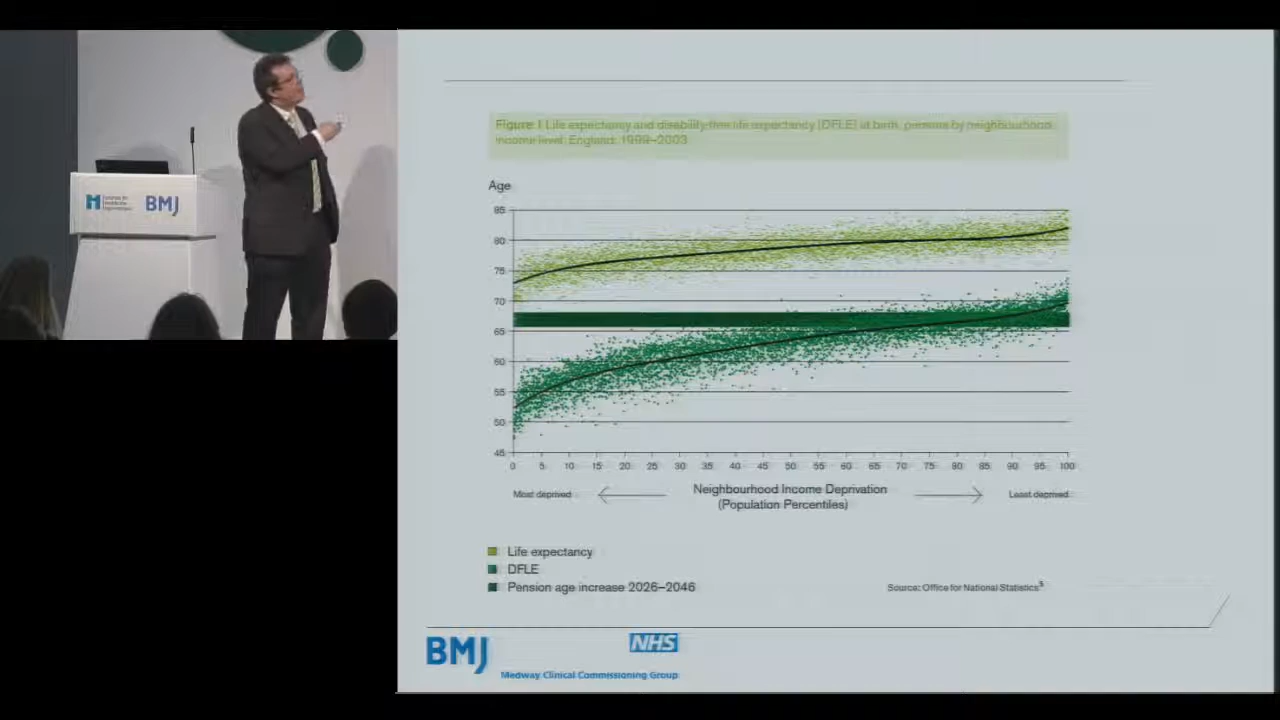 BMJ
Figure 1 Life expectancy and disability-free life expectancy (DFLE) at birth, persons by neighbourhood
income level, England, 1999–2003
Age
85
80
75
70
65
60
55
50
45
0 5 10 15 20 25 30 35 40 45 50 55 60 65 70 75 80 85 90 95 100
Most deprived
Neighbourhood Income Deprivation
(Population Percentiles)
Least deprived
Life expectancy
DFLE
Pension age increase 2026–2046
Source: Office for National Statistics5
BMJ
NHS
Medway Clinical Commissioning Group